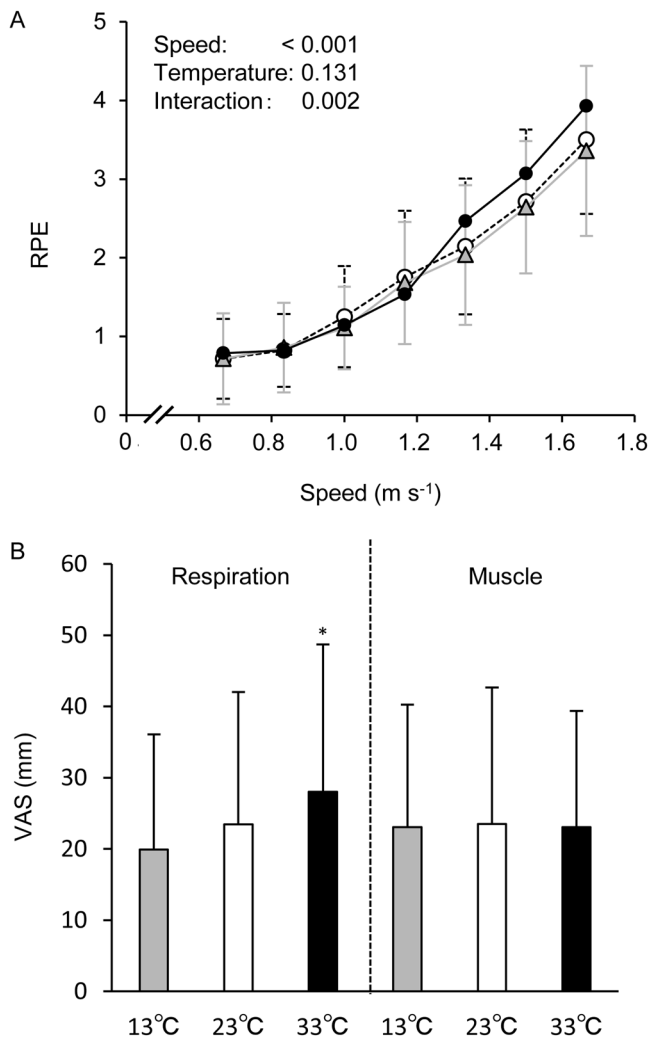 A
5
Speed: < 0.001
Temperature: 0.131
Interaction: 0.002
4
3
RPE
2
1
0
0 0.6 0.8 1.0 1.2 1.4 1.6 1.8
Speed (m s-1)
B
60
Respiration Muscle
50
*
40
VAS (mm)
30
20
10
0
13℃ 23℃ 33℃ 13℃ 23℃ 33℃